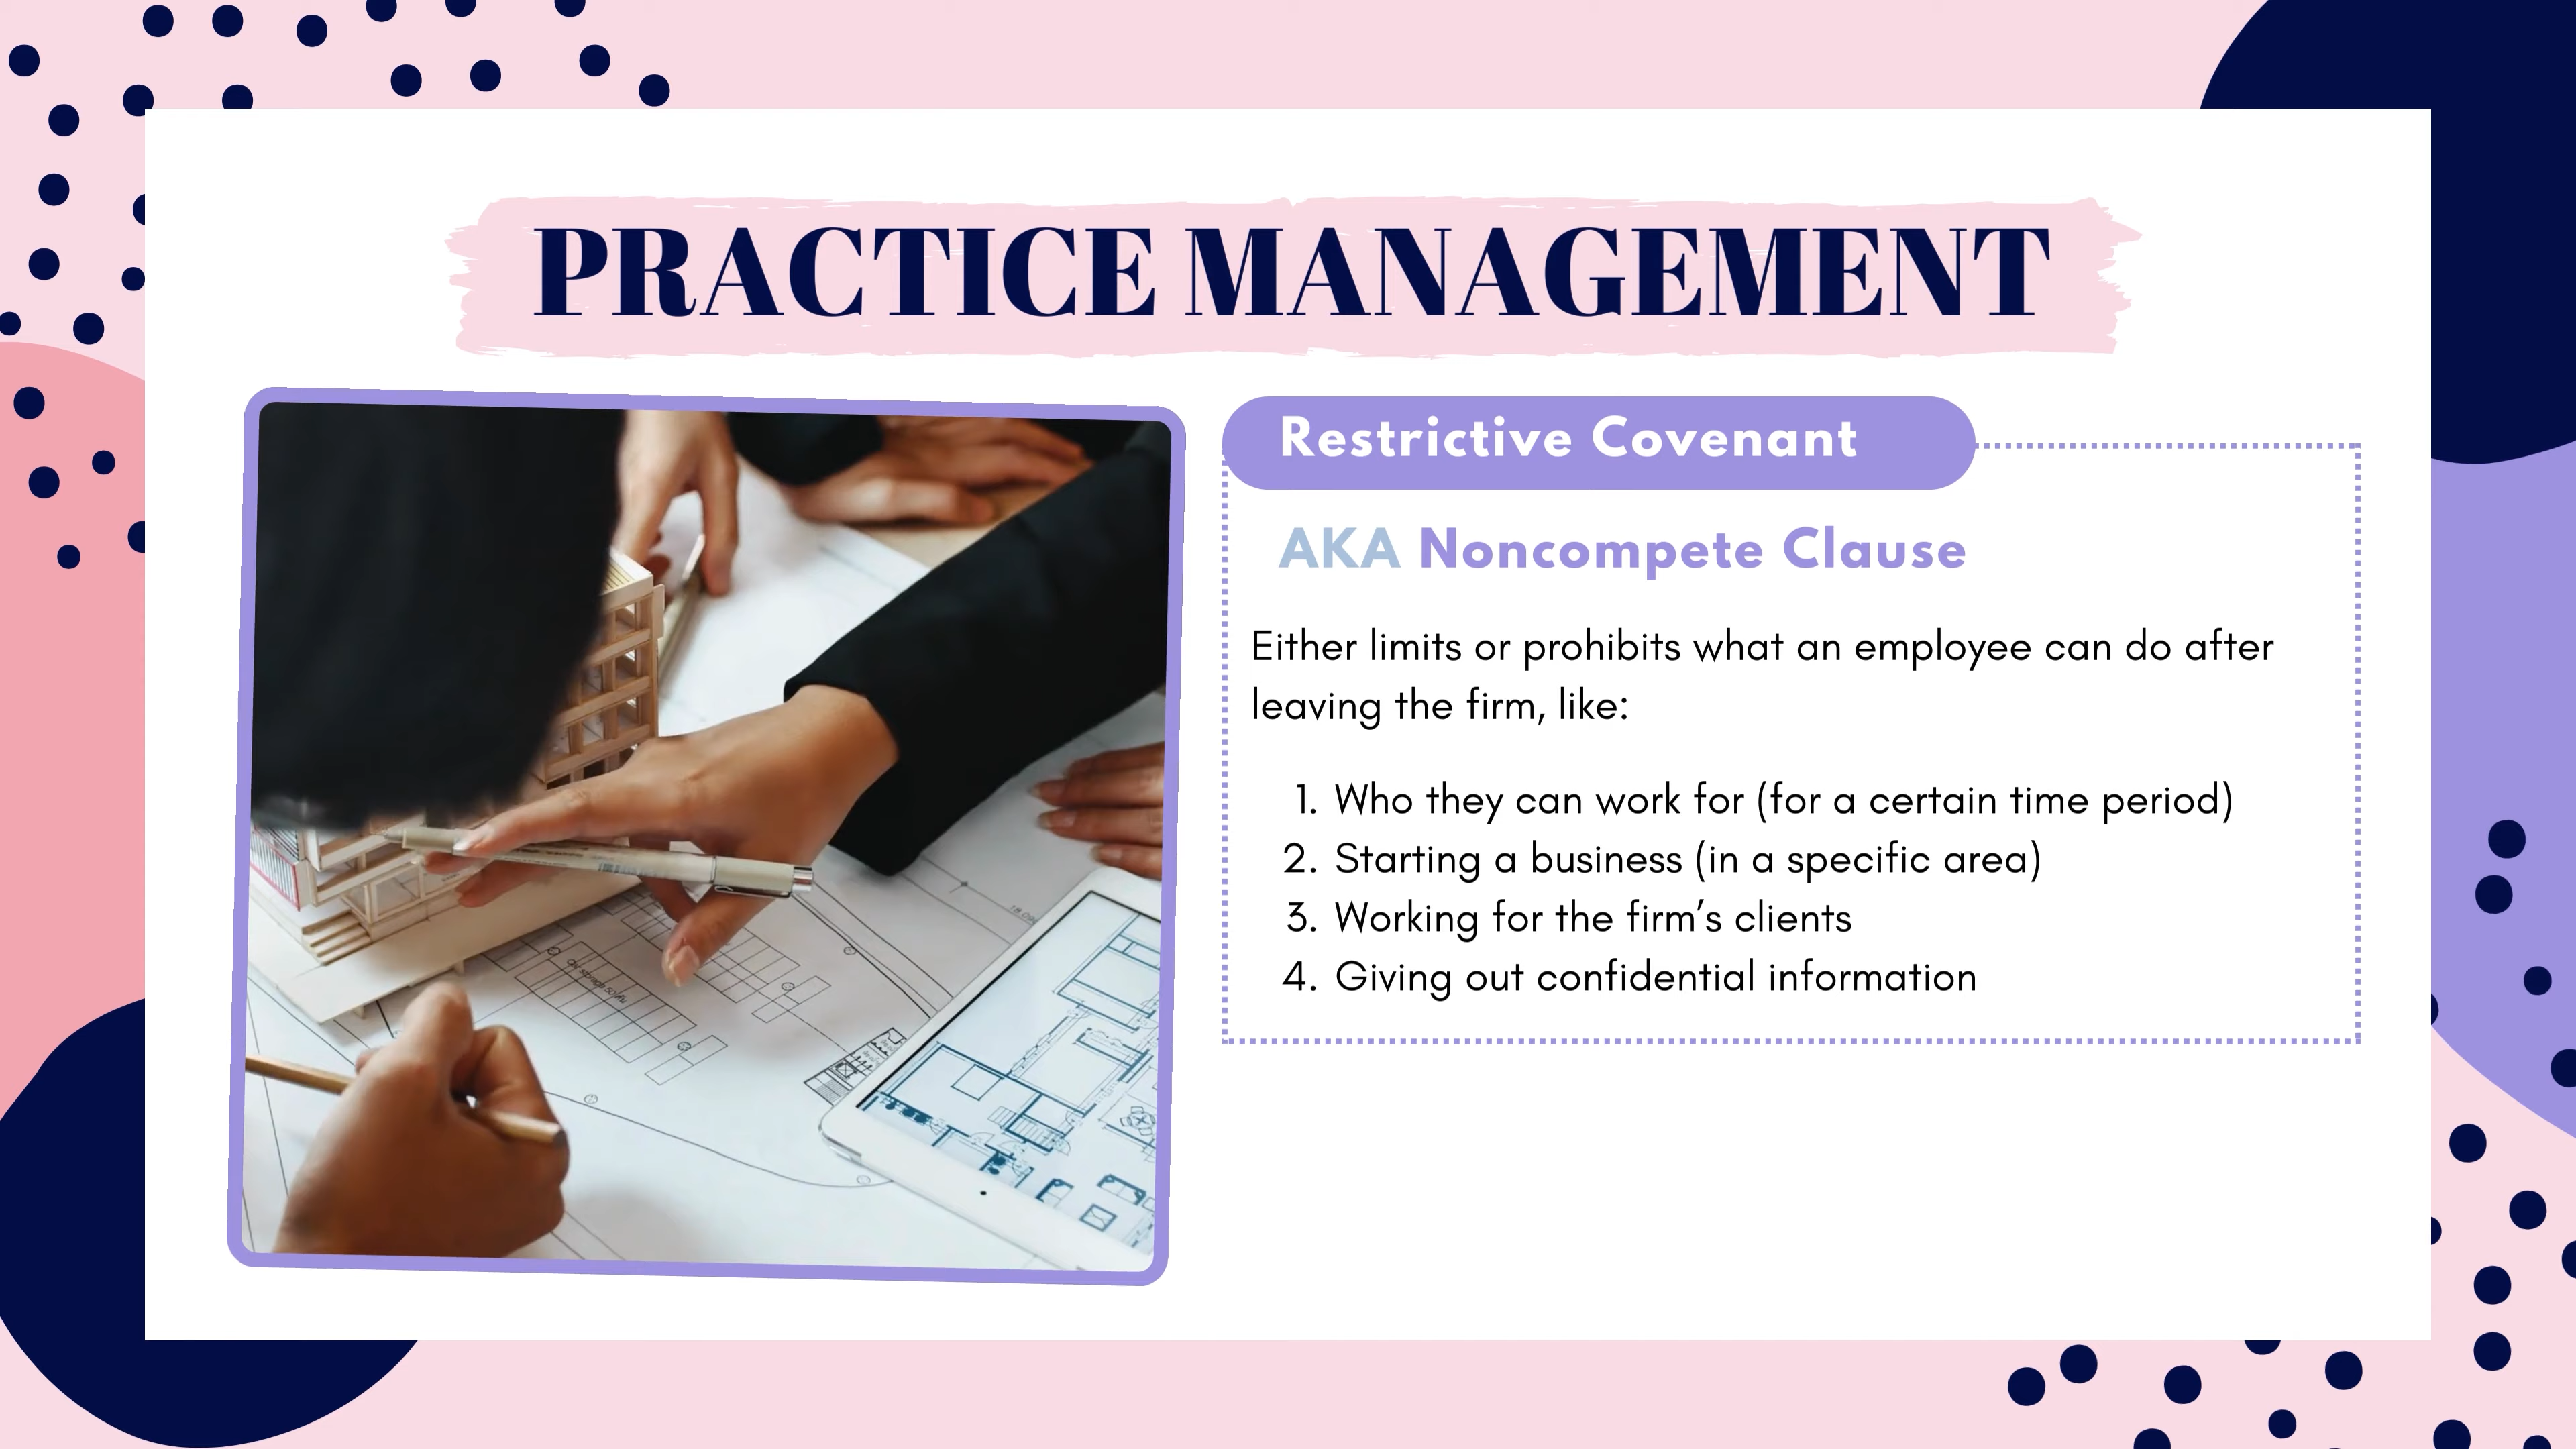 PRACTICE MANAGEMENT
Restrictive Covenant
AKA Noncompete Clause
Either limits or prohibits what an employee can do after
leaving the firm, like:
1. Who they can work for (for a certain time period)
2. Starting a business (in a specific area)
3. Working for the firm’s clients
4. Giving out confidential information